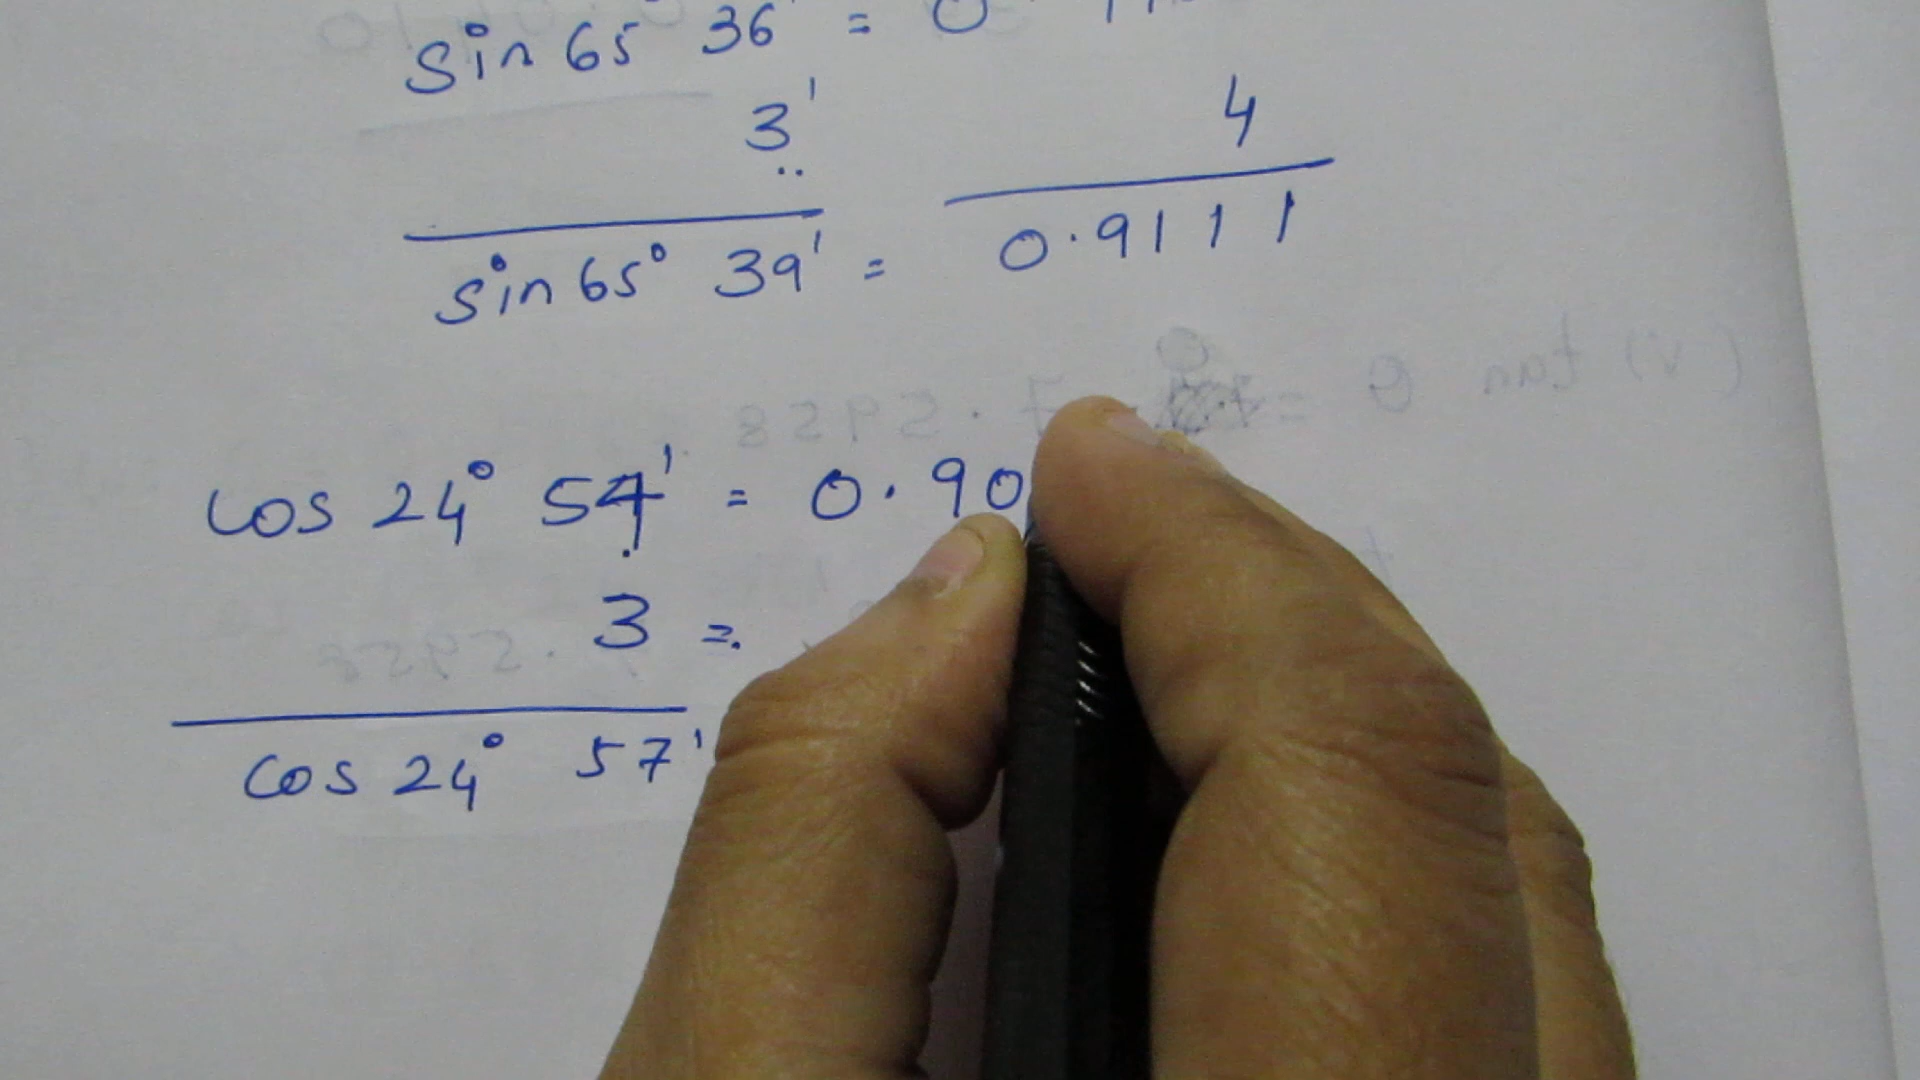 sin 65° 36' = 0.
3' 4
sin 65° 39' = 0.9111
cos 24° 54' = 0.90
3 =
cos 24° 57'